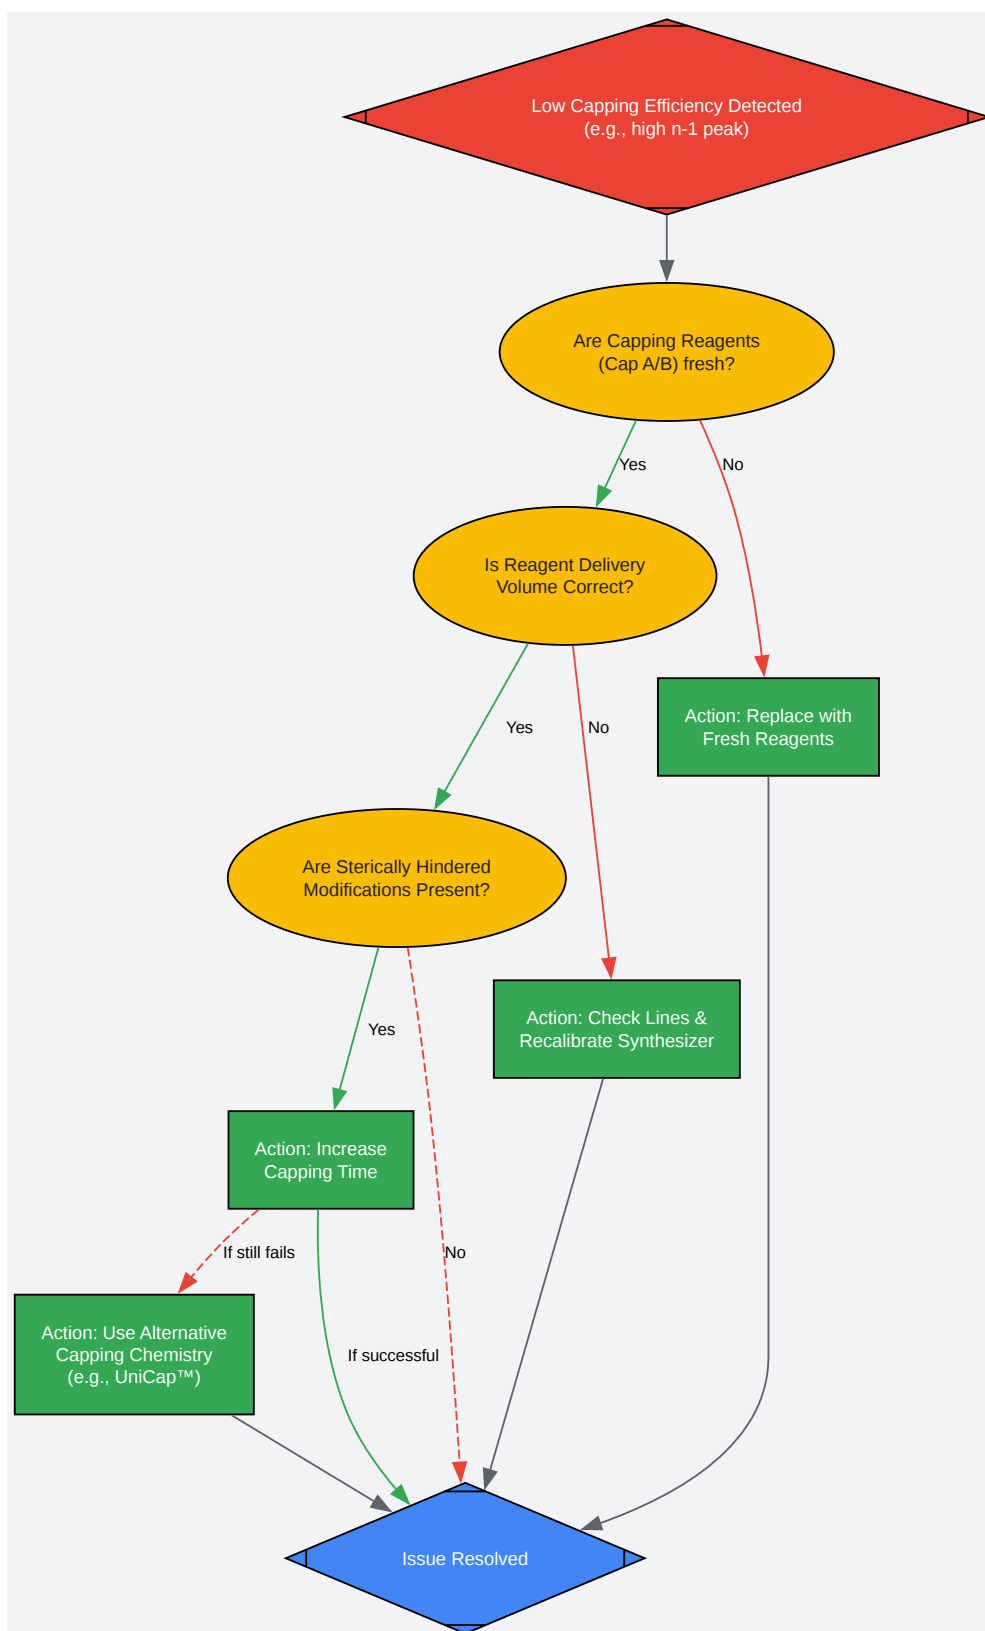 Low Capping Efficiency Detected
(e.g., high n-1 peak)
Are Capping Reagents
(Cap A/B) fresh?
Yes
No
Is Reagent Delivery
Volume Correct?
Yes
No
Action: Replace with
Fresh Reagents
Are Sterically Hindered
Modifications Present?
Yes
No
Action: Check Lines &
Recalibrate Synthesizer
Action: Increase
Capping Time
If still fails
If successful
Action: Use Alternative
Capping Chemistry
(e.g., UniCap™)
Issue Resolved